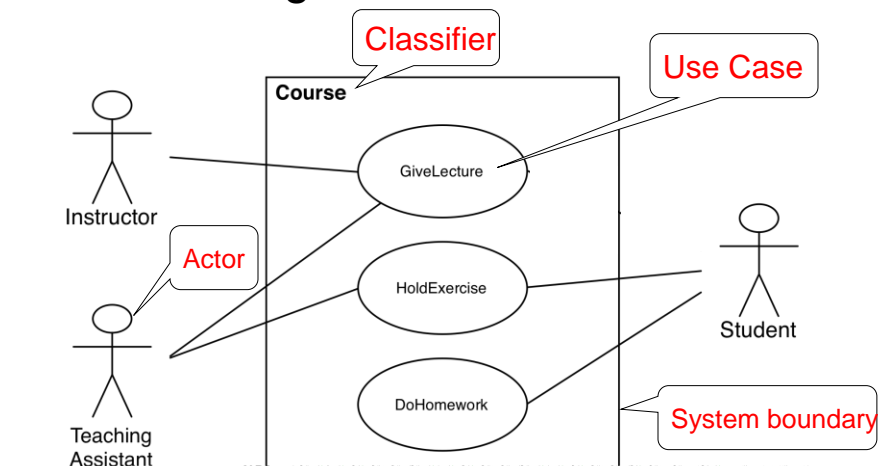 Classifier
Use Case
Course
GiveLecture
Instructor
Actor
HoldExercise
Student
DoHomework
System boundary
Teaching
Assistant